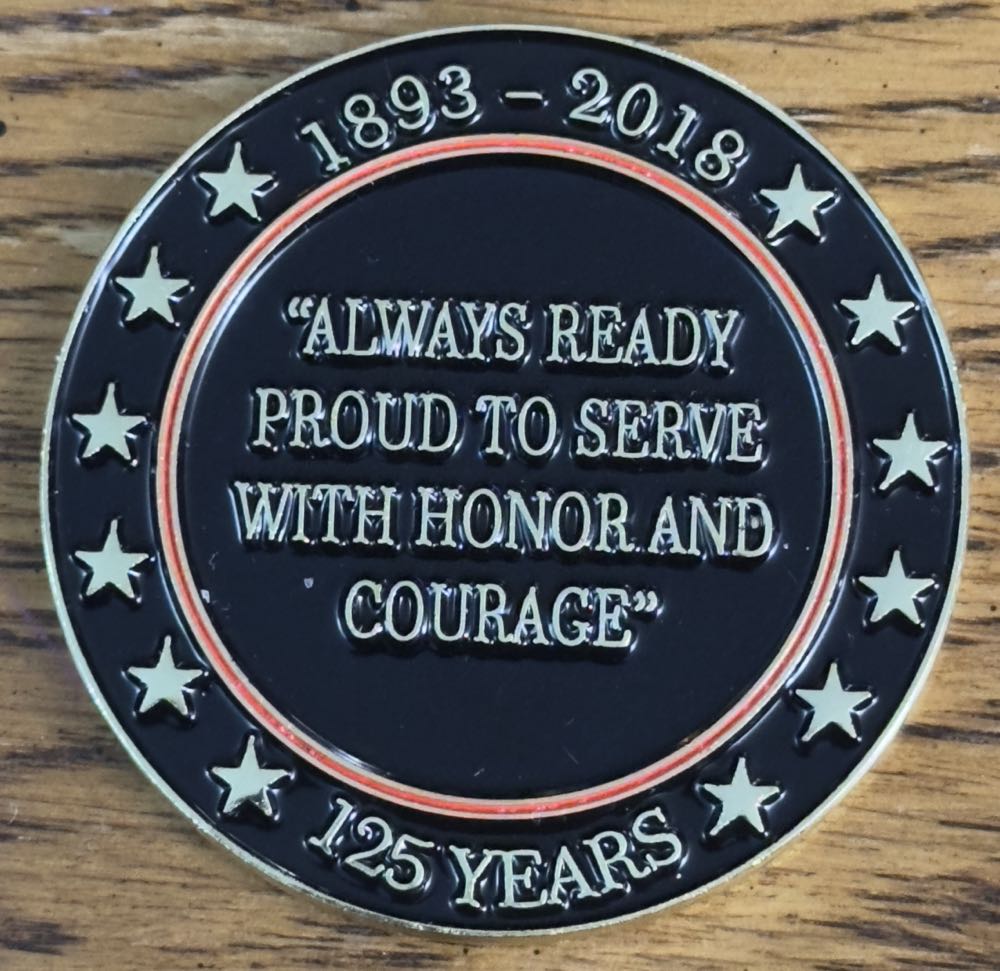 1893 - 2018
“ALWAYS READY
PROUD TO SERVE
WITH HONOR AND
COURAGE”
125 YEARS